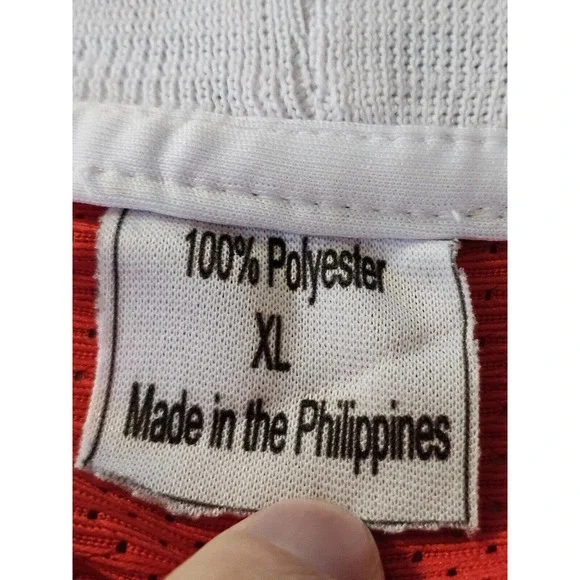 100% Polyester
XL
Made in the Philippines